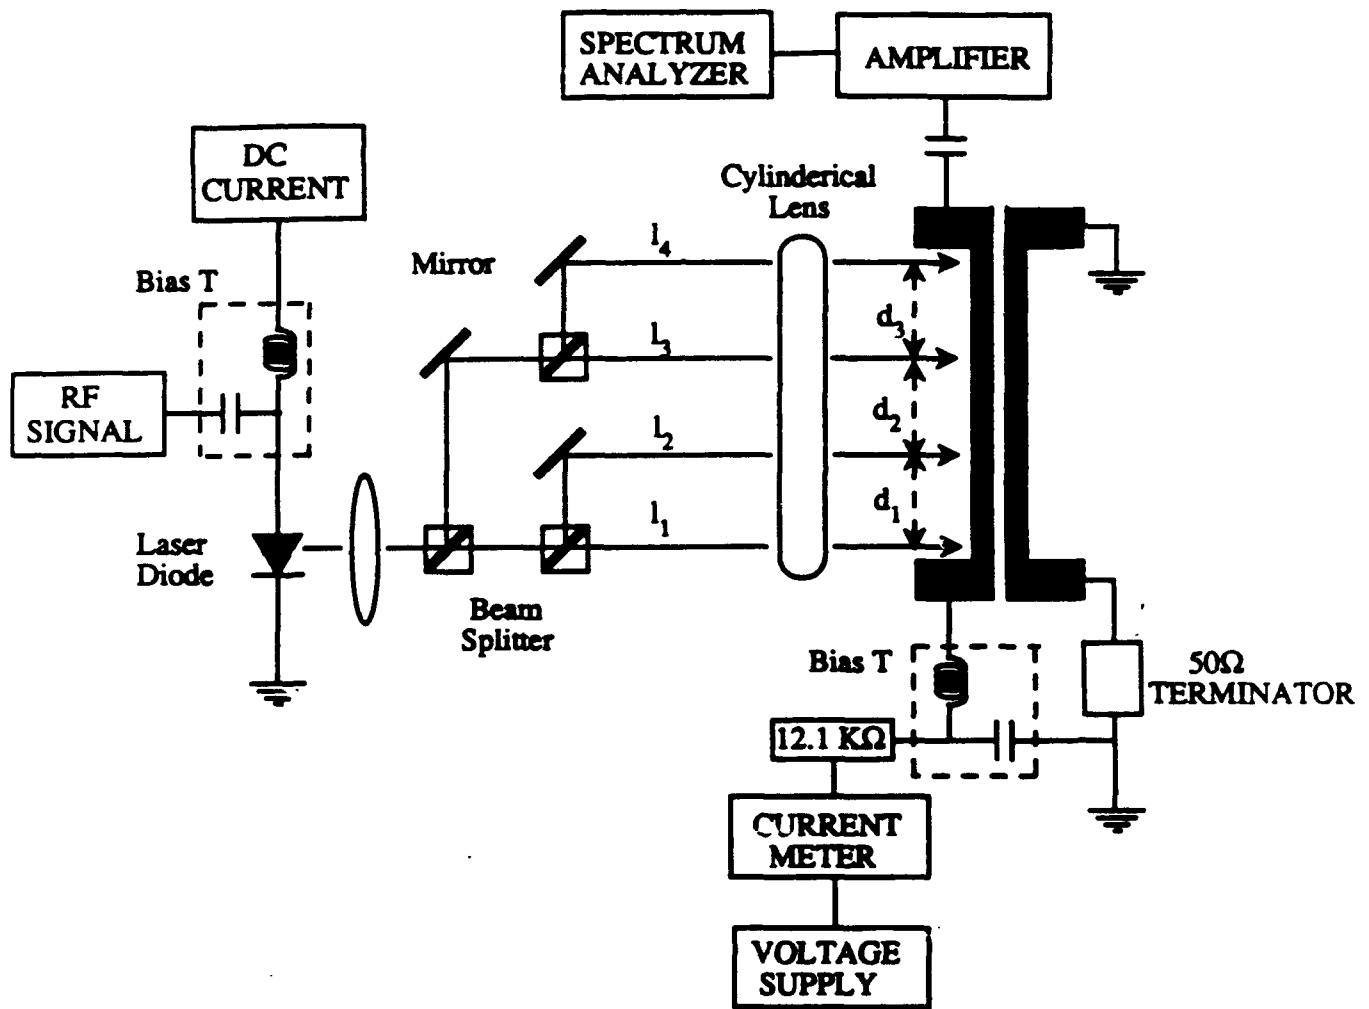 SPECTRUM
ANALYZER
AMPLIFIER
DC
CURRENT
Cylinderical
Lens
Mirror
l4
Bias T
d3
l3
RF
SIGNAL
d2
l2
d1
l1
Laser
Diode
Beam
Splitter
Bias T
50Ω
TERMINATOR
12.1 KΩ
CURRENT
METER
VOLTAGE
SUPPLY